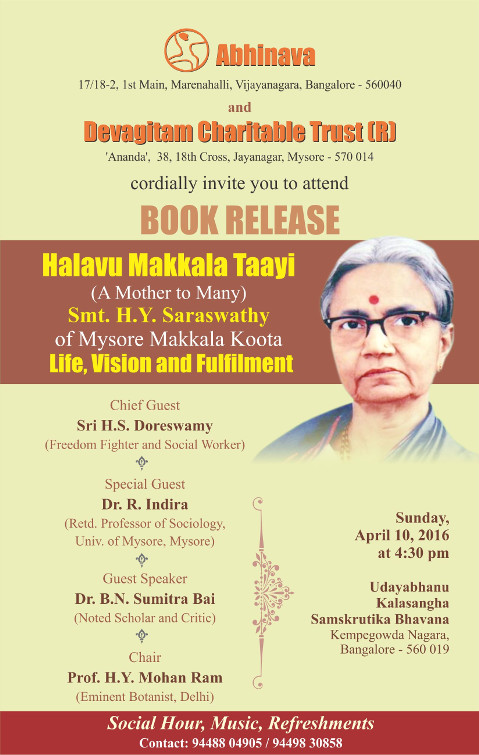 Abhinava
17/18-2, 1st Main, Marenahalli, Vijayanagara, Bangalore - 560040
and
Devagitam Charitable Trust (R)
'Ananda', 38, 18th Cross, Jayanagar, Mysore - 570 014
cordially invite you to attend
BOOK RELEASE
Halavu Makkala Taayi
(A Mother to Many)
Smt. H.Y. Saraswathy
of Mysore Makkala Koota
Life, Vision and Fulfilment
Chief Guest
Sri H.S. Doreswamy
(Freedom Fighter and Social Worker)
Special Guest
Dr. R. Indira
(Retd. Professor of Sociology,
Univ. of Mysore, Mysore)
Guest Speaker
Dr. B.N. Sumitra Bai
(Noted Scholar and Critic)
Chair
Prof. H.Y. Mohan Ram
(Eminent Botanist, Delhi)
Sunday,
April 10, 2016
at 4:30 pm
Udayabhanu
Kalasangha
Samskrutika Bhavana
Kempegowda Nagara,
Bangalore - 560 019
Social Hour, Music, Refreshments
Contact: 94488 04905 / 94498 30858